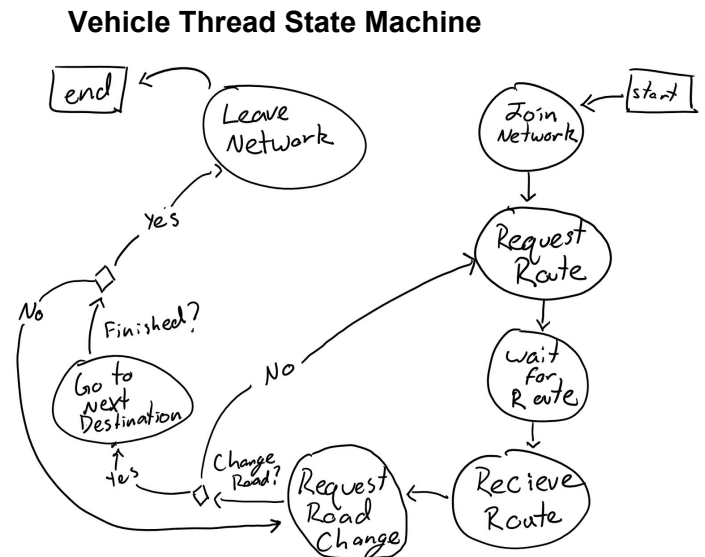 Vehicle Thread State Machine
end
Leave
Network
Join
Network
start
Yes
Request
Route
No
Finished?
Wait
for
Route
Go to
Next
Destination
No
Yes
Change
Road?
Request
Road
Change
Recieve
Route